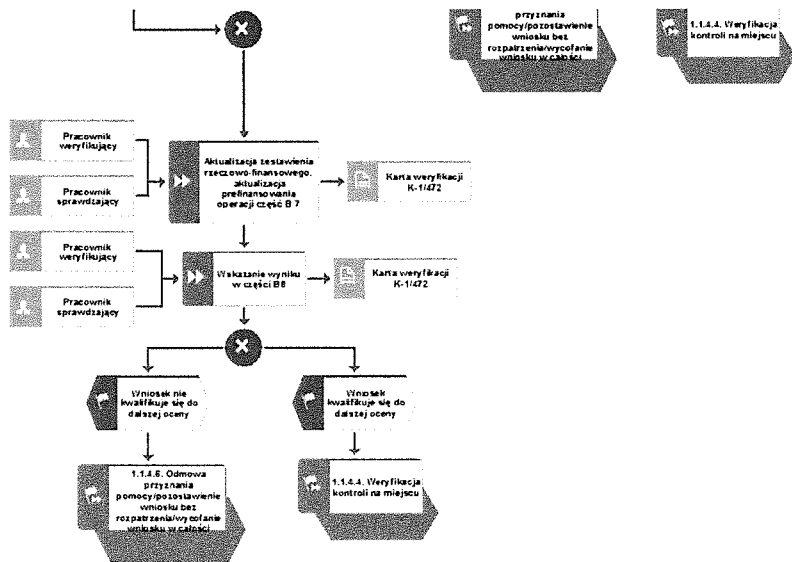 przyznania
pomocy/pozostawienie
wniosku bez
rozpatrzenia/wycofanie
wniosku w całości
1.1.4.4. Weryfikacja
kontroli na miejscu
Pracownik
weryfikujący
Pracownik
sprawdzający
Aktualizacja zestawienia
rzeczowo-finansowego,
aktualizacja
prefinansowania
operacji część B 7
Karta weryfikacji
K-1/472
Pracownik
weryfikujący
Pracownik
sprawdzający
Wskazanie wyniku
w części B8
Karta weryfikacji
K-1/472
Wniosek nie
kwalifikuje się do
dalszej oceny
Wniosek
kwalifikuje się do
dalszej oceny
1.1.4.6. Odmowa
przyznania
pomocy/pozostawienie
wniosku bez
rozpatrzenia/wycofanie
wniosku w całości
1.1.4.4. Weryfikacja
kontroli na miejscu